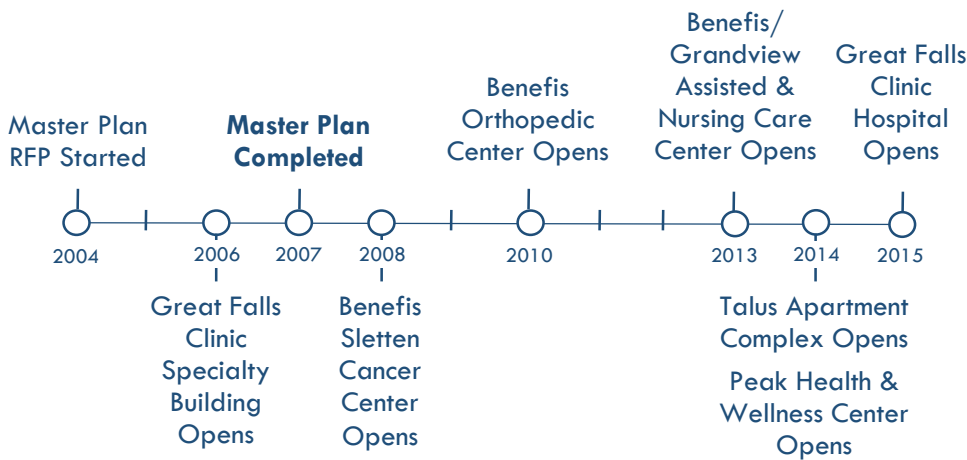 Master Plan
RFP Started
Master Plan
Completed
Benefis
Orthopedic
Center Opens
Benefis/
Grandview
Assisted &
Nursing Care
Center Opens
Great Falls
Clinic
Hospital
Opens
2004
2006
2007
2008
2010
2013
2014
2015
Great Falls
Clinic
Specialty
Building
Opens
Benefis
Sletten
Cancer
Center
Opens
Talus Apartment
Complex Opens
Peak Health &
Wellness Center
Opens